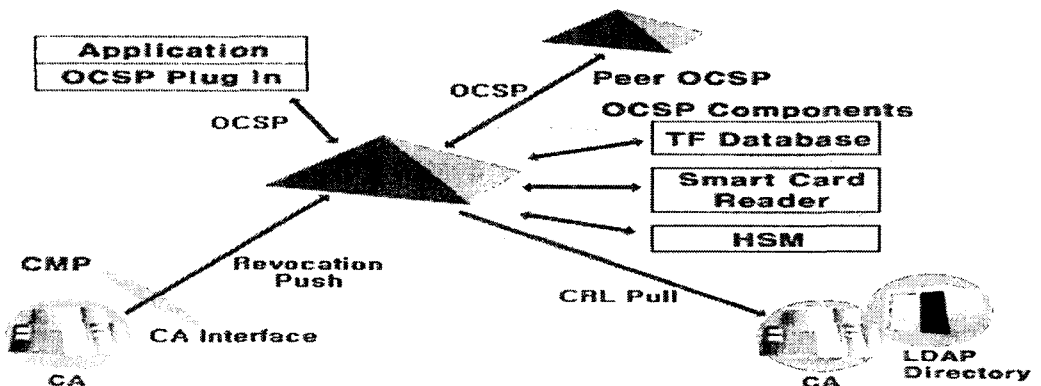 Application
OCSP Plug In
OCSP
OCSP
Peer OCSP
OCSP Components
TF Database
Smart Card
Reader
HSM
CMP
Revocation
Push
CA Interface
CA
CRL Pull
CA
LDAP
Directory